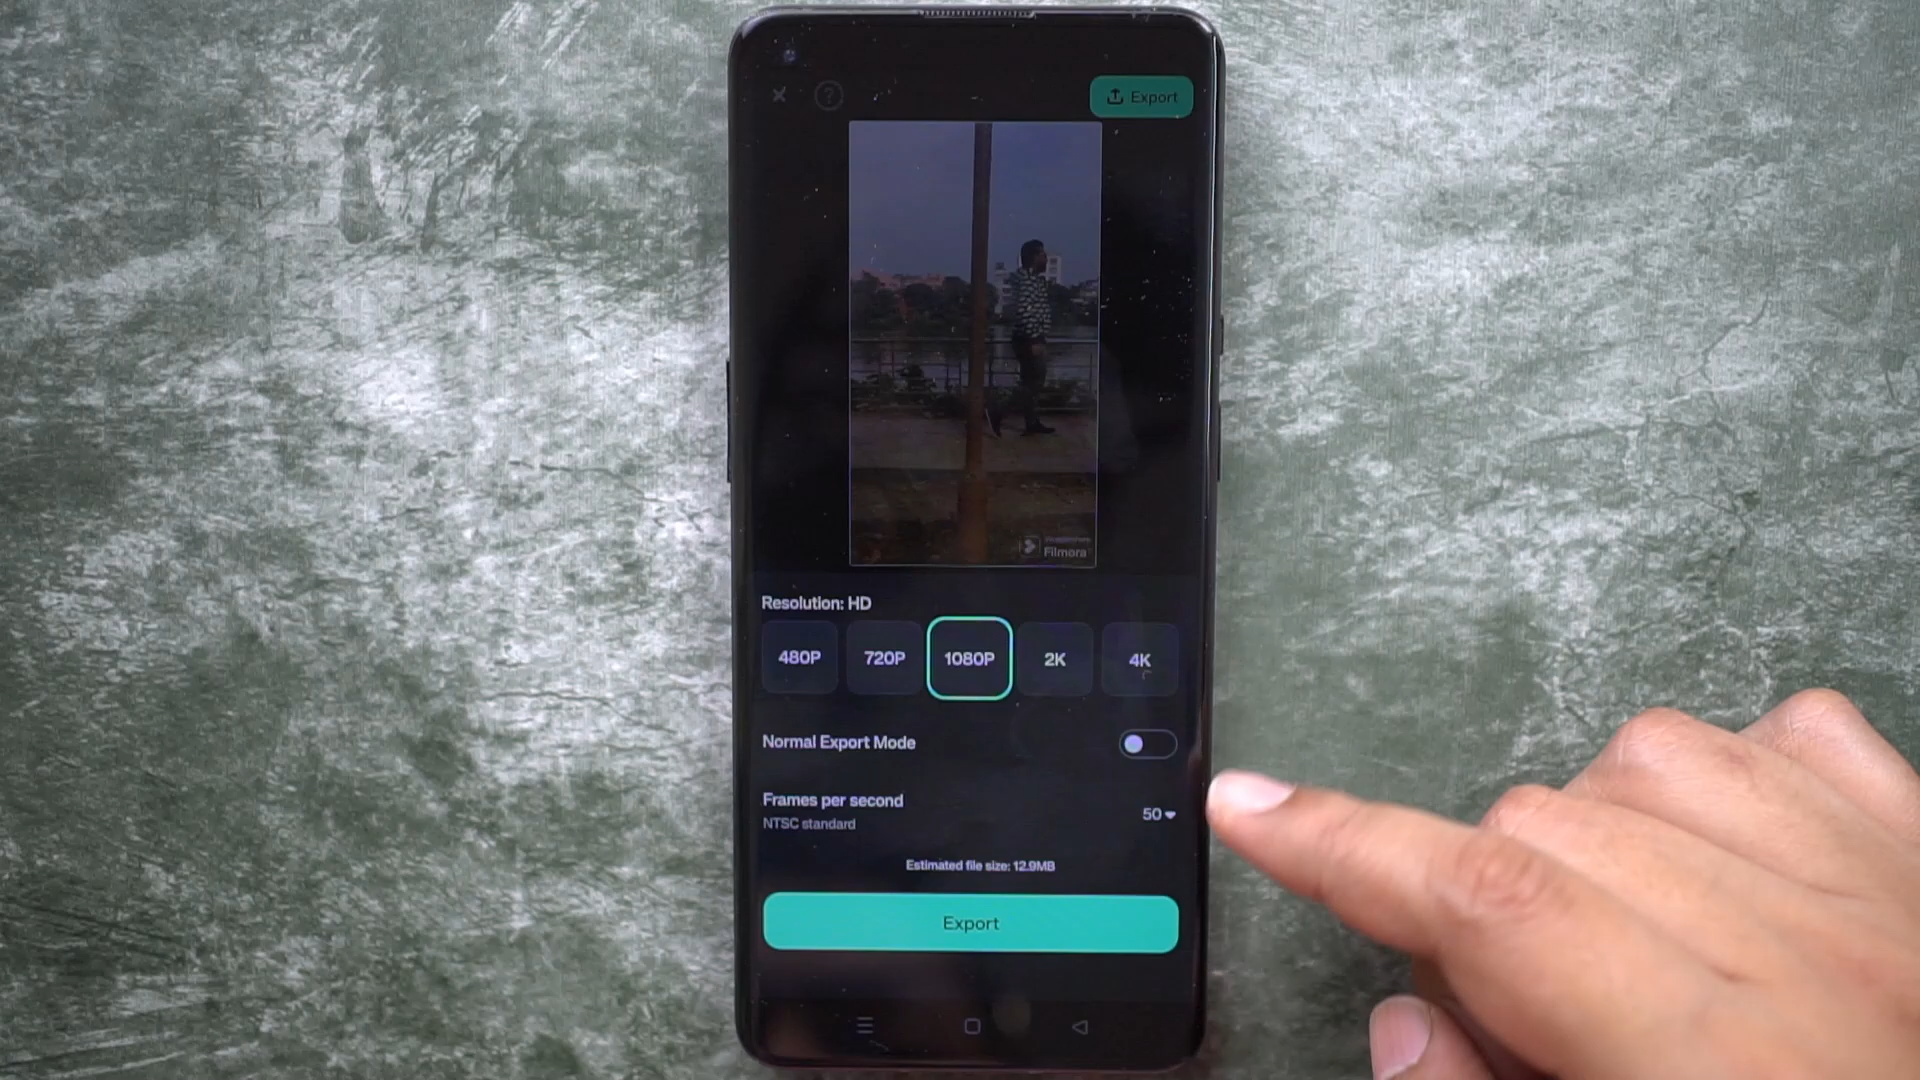 Export
Filmora
Resolution: HD
480P 720P 1080P 2K 4K
Normal Export Mode
Frames per second
NTSC standard
50
Estimated file size: 12.9MB
Export